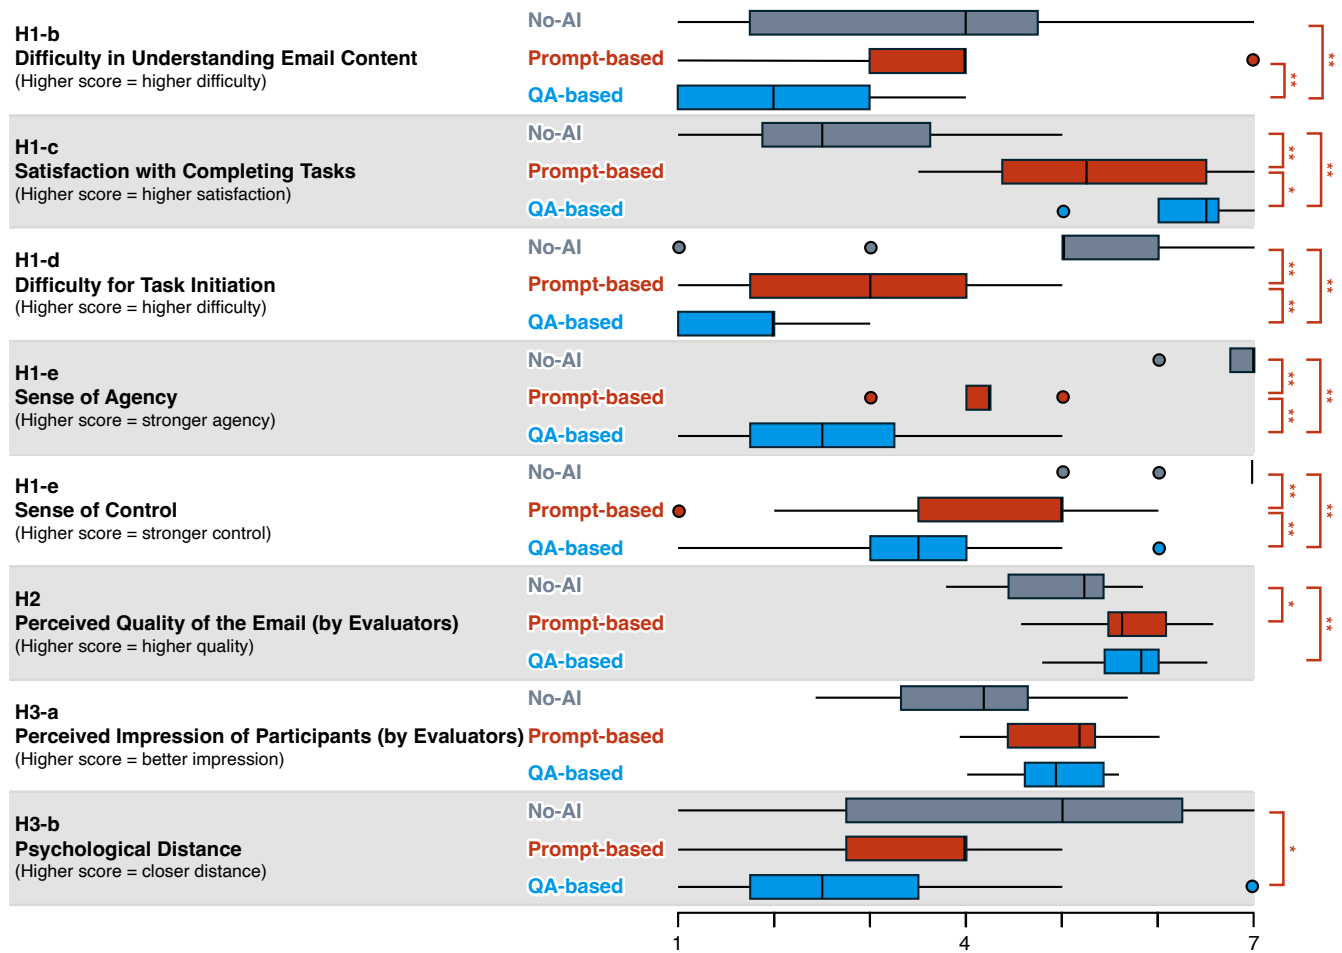 H1-b
Difficulty in Understanding Email Content
(Higher score = higher difficulty)
No-AI
Prompt-based
QA-based
**
**
H1-c
Satisfaction with Completing Tasks
(Higher score = higher satisfaction)
No-AI
Prompt-based
QA-based
**
*
**
H1-d
Difficulty for Task Initiation
(Higher score = higher difficulty)
No-AI
Prompt-based
QA-based
**
**
**
H1-e
Sense of Agency
(Higher score = stronger agency)
No-AI
Prompt-based
QA-based
**
**
**
H1-e
Sense of Control
(Higher score = stronger control)
No-AI
Prompt-based
QA-based
**
**
**
H2
Perceived Quality of the Email (by Evaluators)
(Higher score = higher quality)
No-AI
Prompt-based
QA-based
*
**
H3-a
Perceived Impression of Participants (by Evaluators)
(Higher score = better impression)
No-AI
Prompt-based
QA-based
H3-b
Psychological Distance
(Higher score = closer distance)
No-AI
Prompt-based
QA-based
*
1 4 7